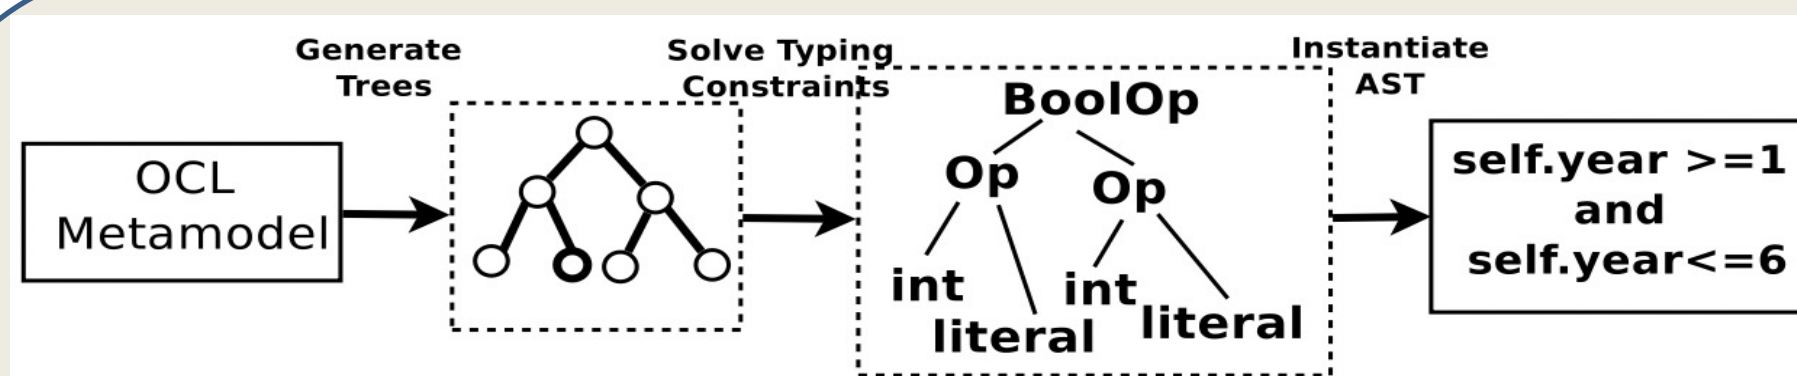 Generate
Trees
Solve Typing
Constraints
Instantiate
AST
OCL
Metamodel
BoolOp
Op
Op
int
literal
int
literal
self.year >=1
and
self.year<=6